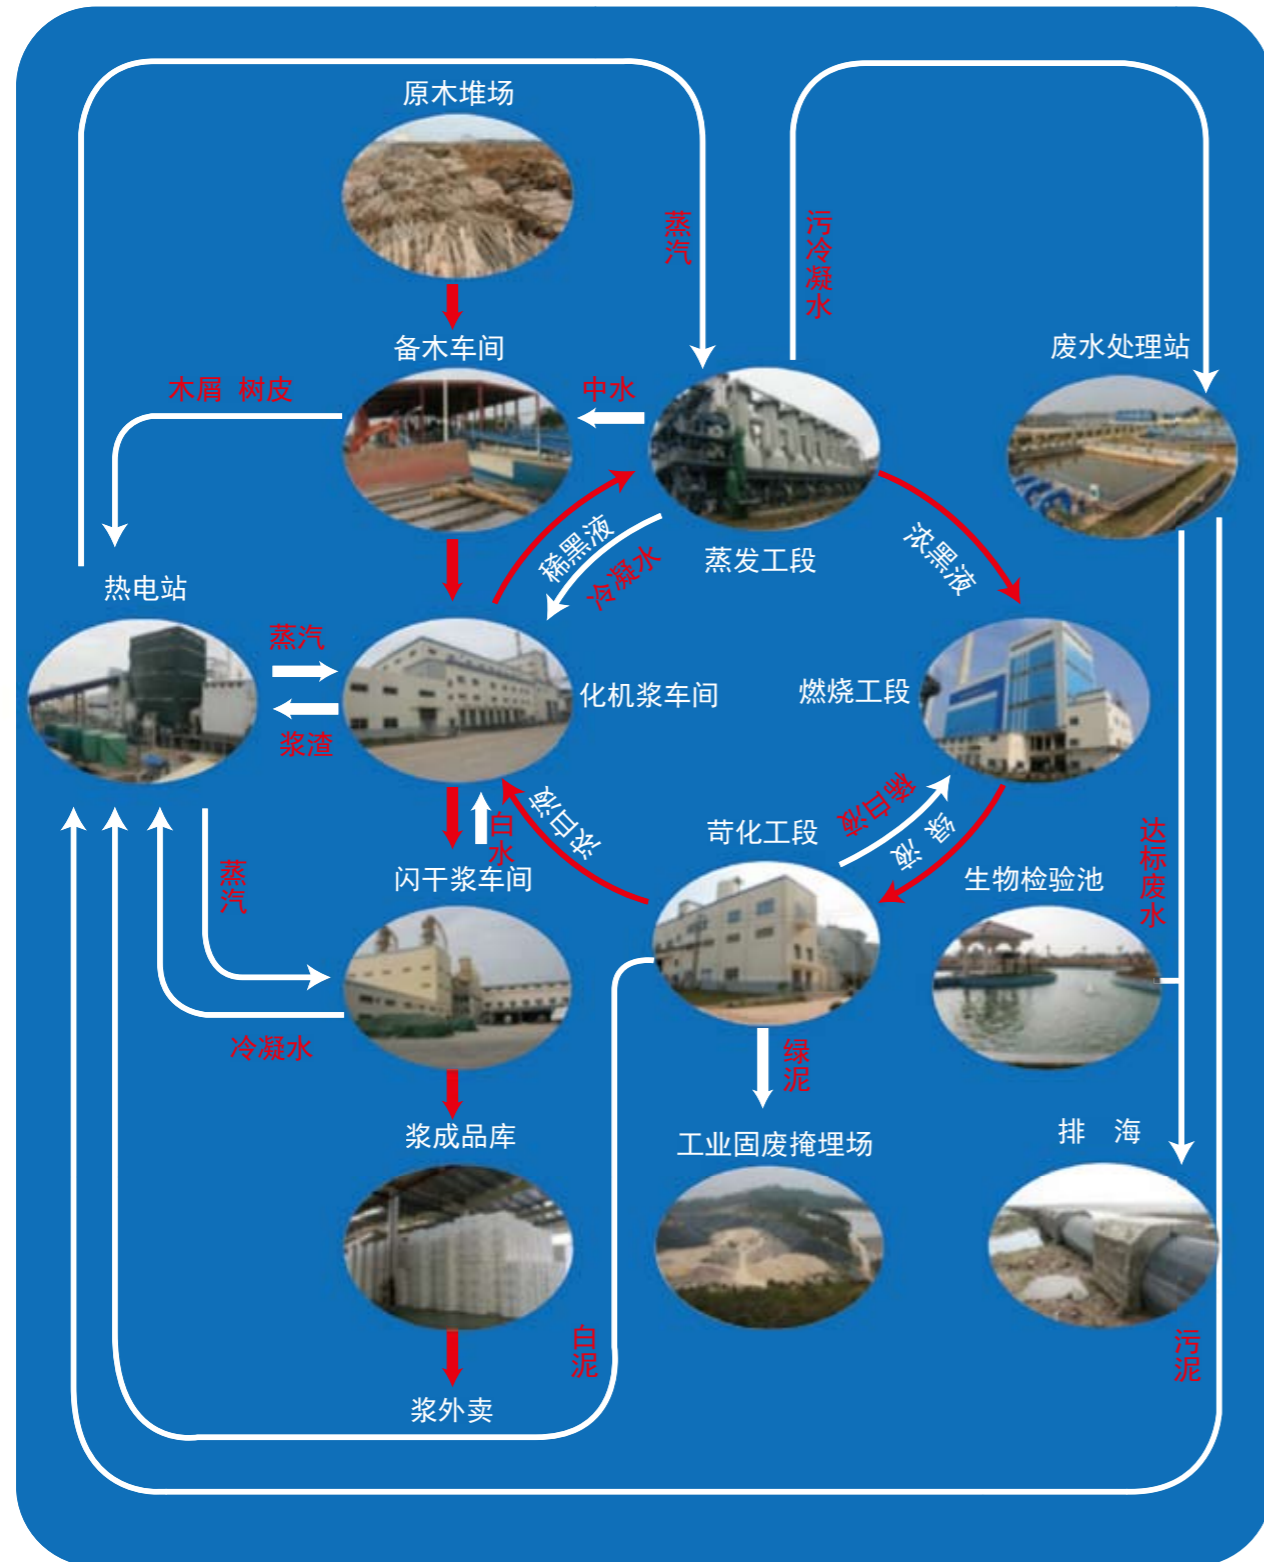 原木堆场
蒸汽
污冷凝水
备木车间
废水处理站
木屑 树皮
中水
稀黑液
冷凝水
蒸发工段
浓黑液
热电站
蒸汽
浆渣
化机浆车间
燃烧工段
浓白液
稀白液
绿液
白水
苛化工段
闪干浆车间
生物检验池
达标废水
蒸汽
冷凝水
绿泥
浆成品库
工业固废掩埋场
排 海
白泥
污泥
浆外卖